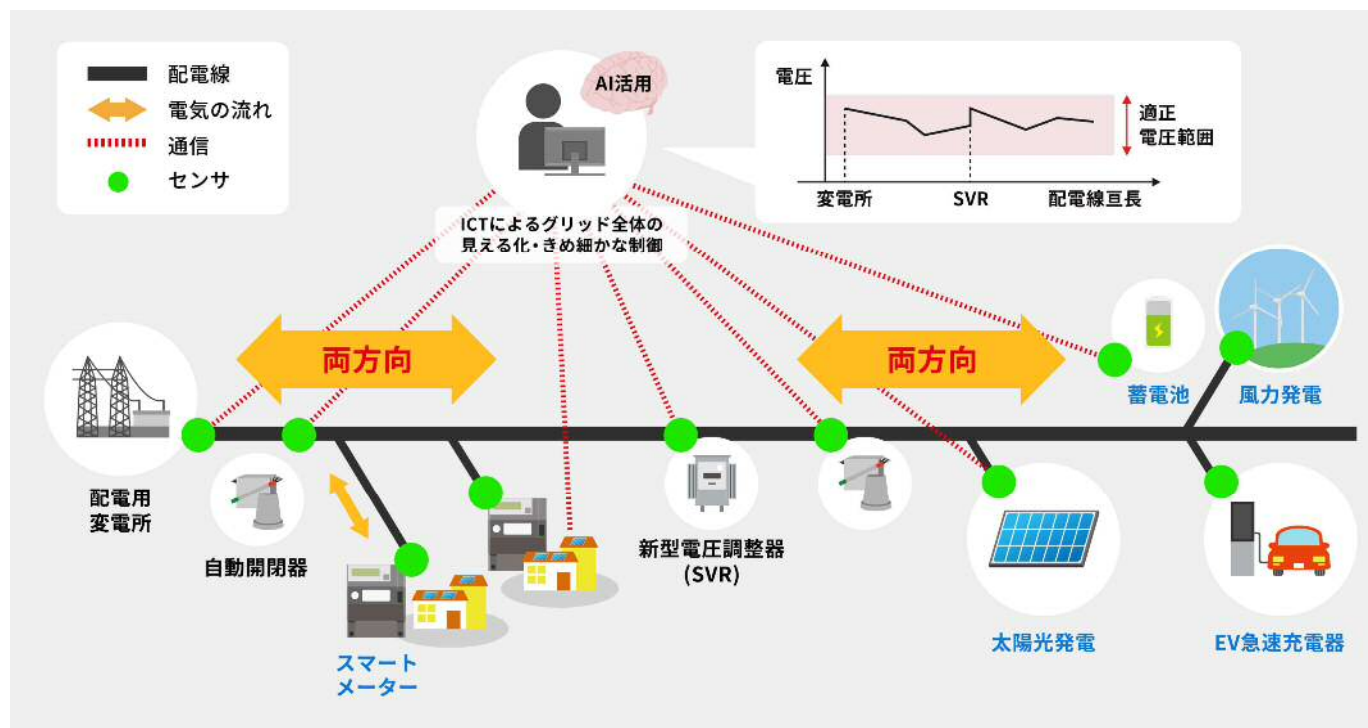 配電線
電気の流れ
通信
センサ
AI活用
ICTによるグリッド全体の
見える化・きめ細かな制御
電圧
適正
電圧範囲
変電所
SVR
配電線亘長
両方向
両方向
蓄電池
風力発電
配電用
変電所
自動開閉器
スマート
メーター
新型電圧調整器
(SVR)
太陽光発電
EV急速充電器